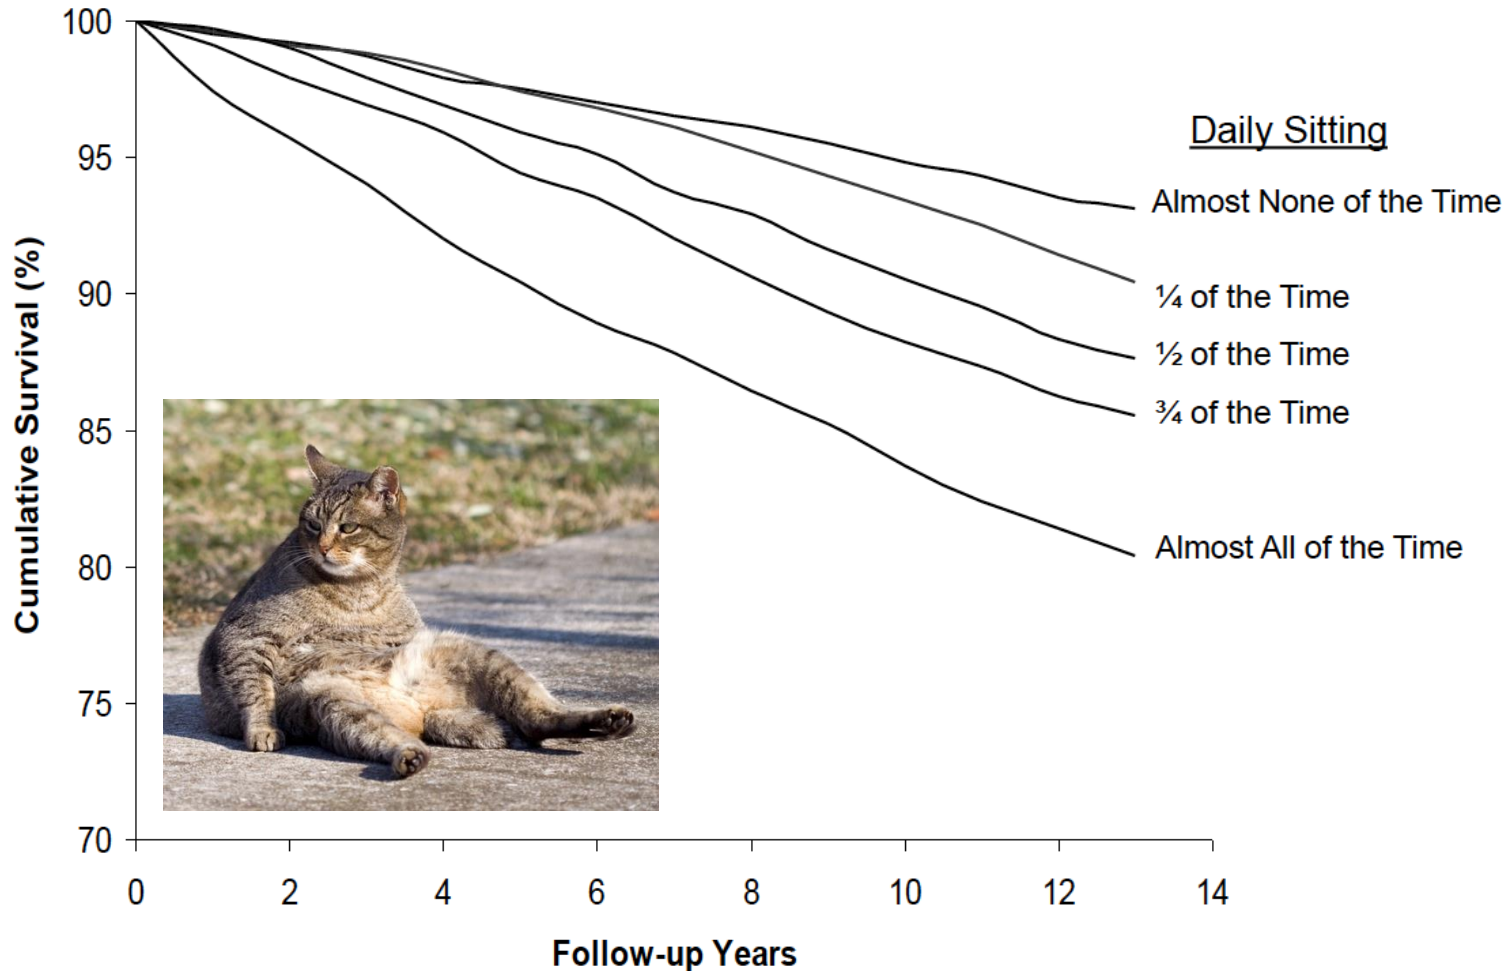 100
95
90
85
80
75
70
Cumulative Survival (%)
0 2 4 6 8 10 12 14
Follow-up Years
Daily Sitting
Almost None of the Time
¼ of the Time
½ of the Time
¾ of the Time
Almost All of the Time